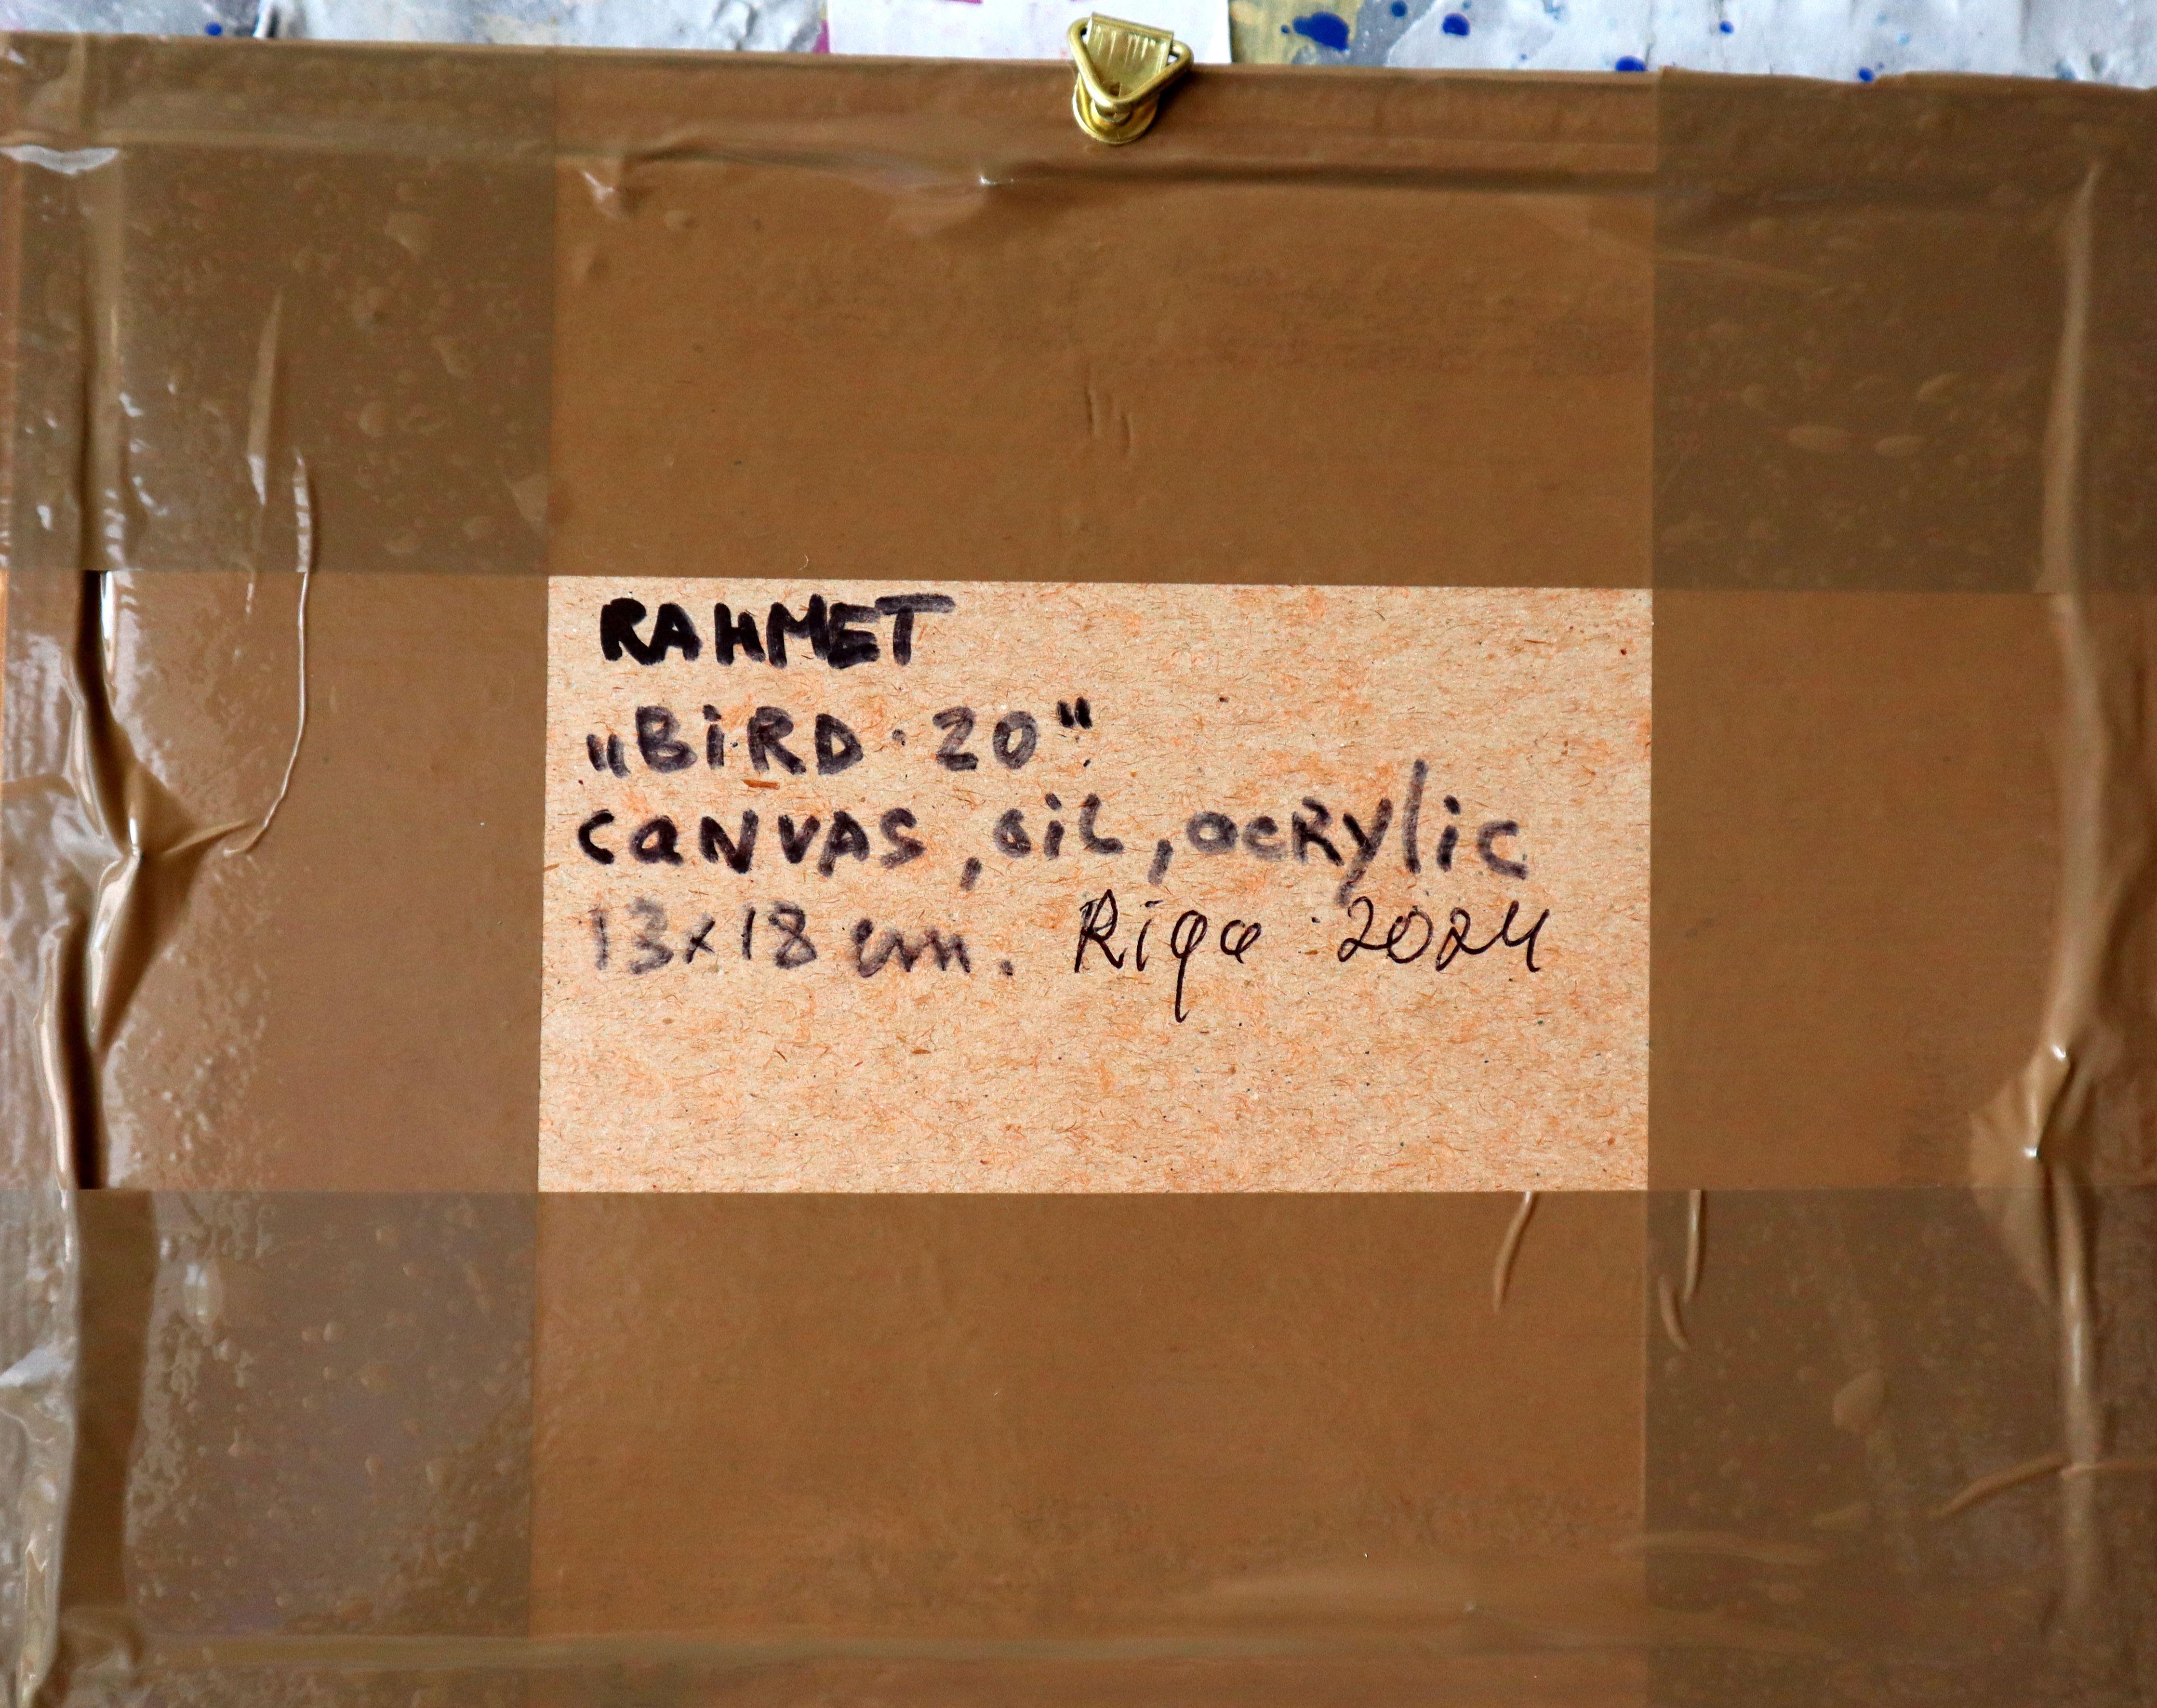 RAHMET
„BiRD·20"
CaNVAS, oil, acRylic
13x18 cm. Riga 2024